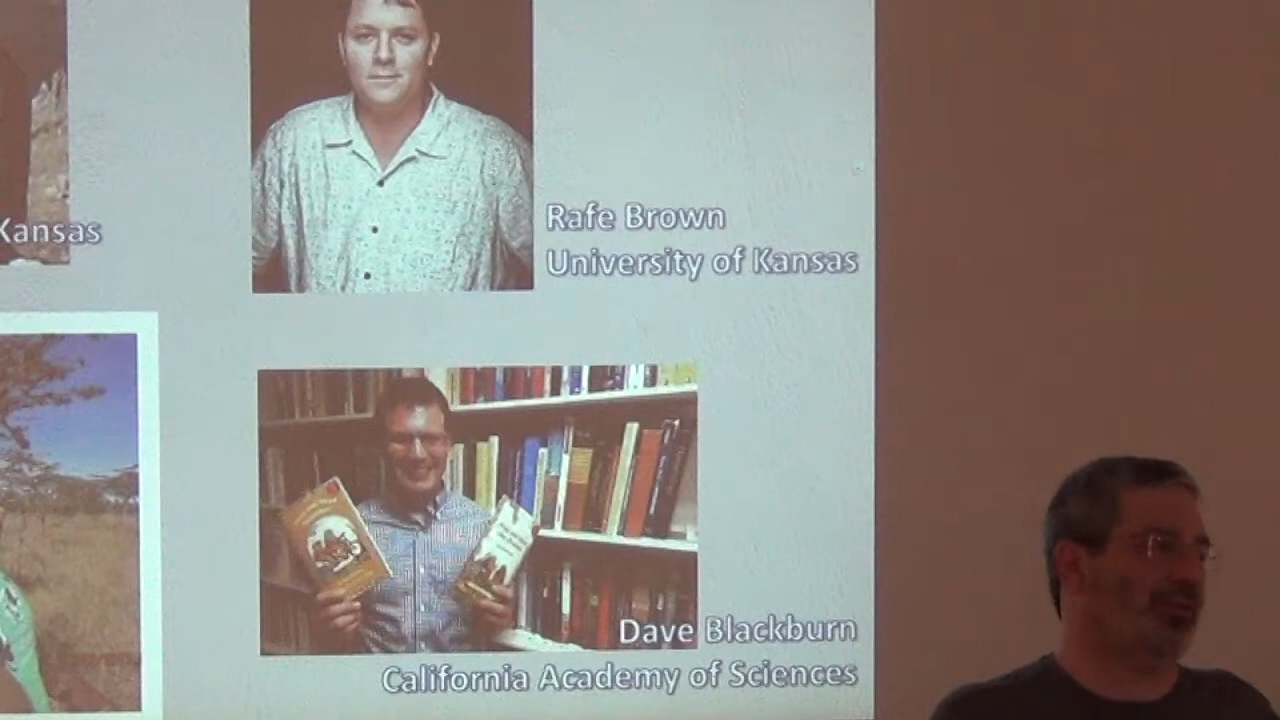 Kansas
Rafe Brown
University of Kansas
Dave Blackburn
California Academy of Sciences